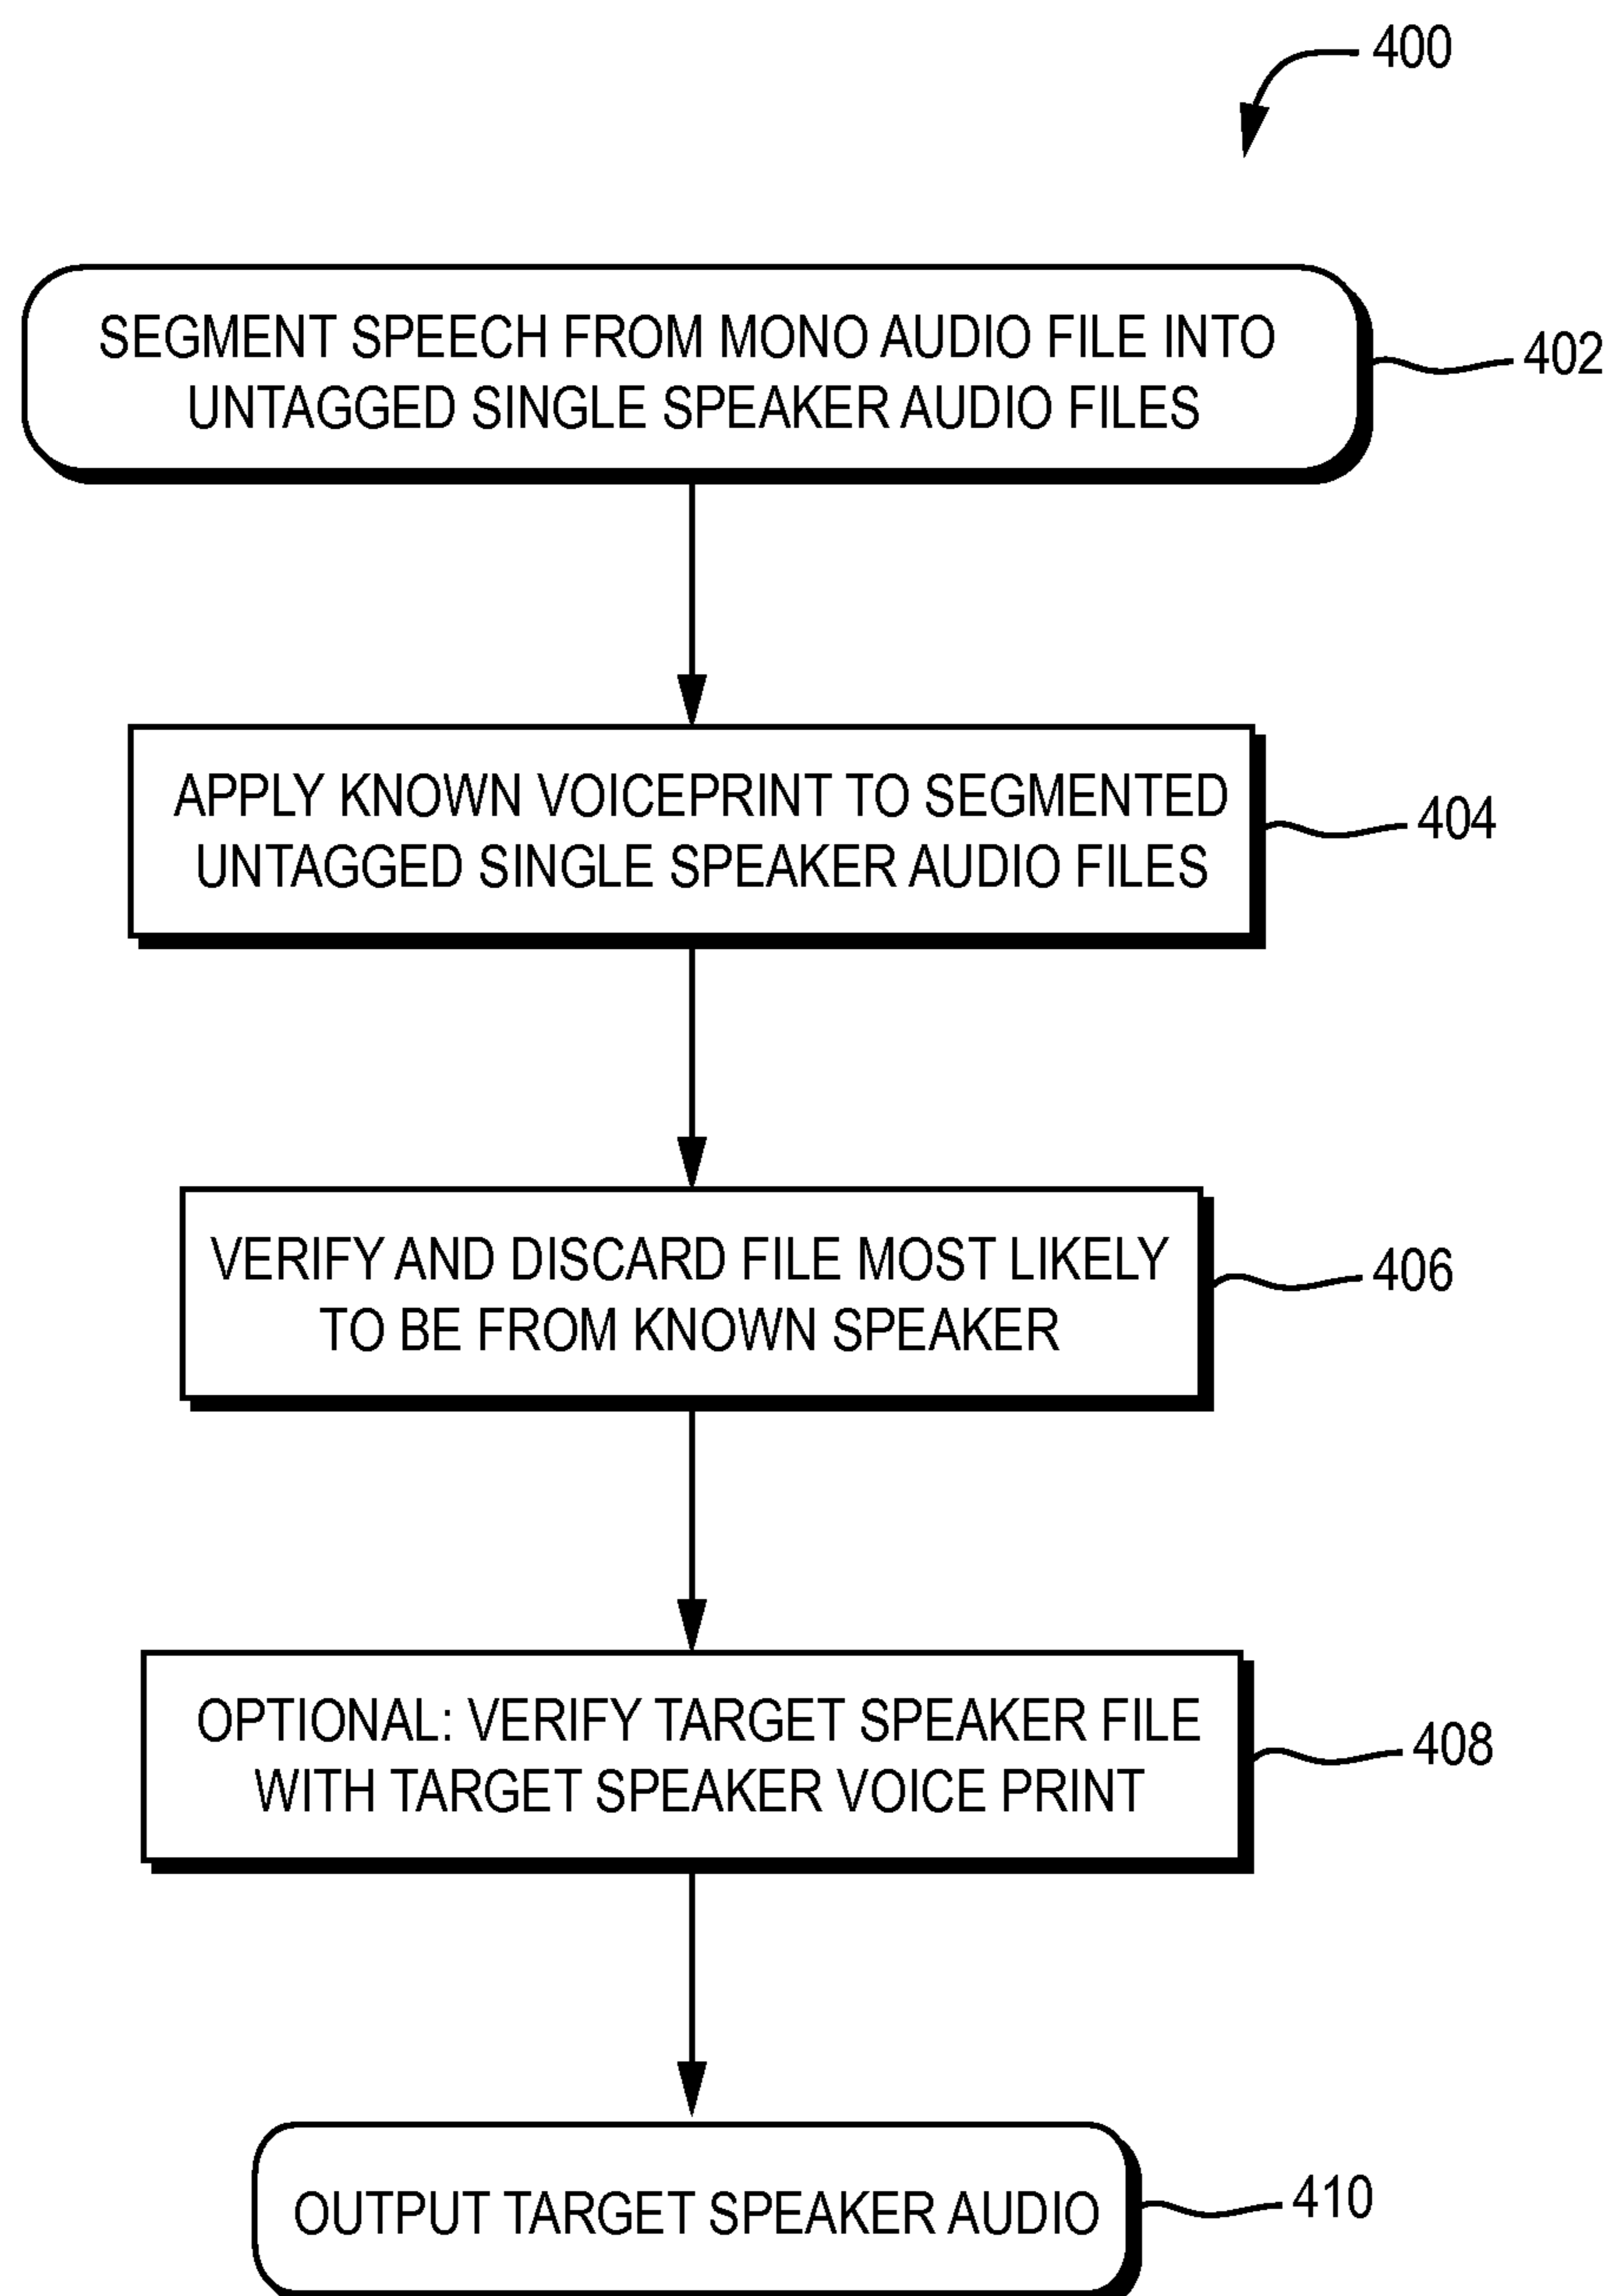 400
SEGMENT SPEECH FROM MONO AUDIO FILE INTO
UNTAGGED SINGLE SPEAKER AUDIO FILES
402
APPLY KNOWN VOICEPRINT TO SEGMENTED
UNTAGGED SINGLE SPEAKER AUDIO FILES
404
VERIFY AND DISCARD FILE MOST LIKELY
TO BE FROM KNOWN SPEAKER
406
OPTIONAL: VERIFY TARGET SPEAKER FILE
WITH TARGET SPEAKER VOICE PRINT
408
OUTPUT TARGET SPEAKER AUDIO
410